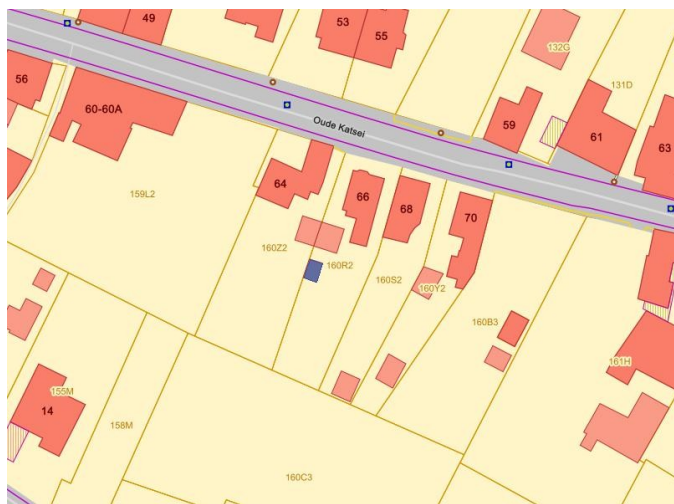 49
53
55
132G
131D
56
60-60A
Oude Katsei
59
61
63
159L2
64
66
68
70
160Z2
160R2
160S2
160Y2
160B3
161H
155M
14
158M
160C3